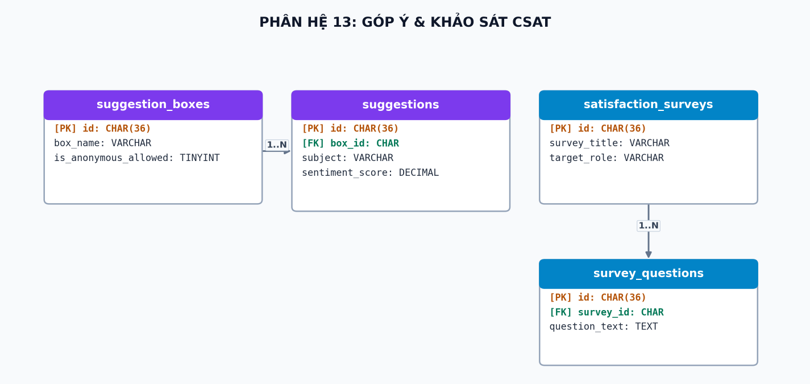 PHÂN HỆ 13: GÓP Ý & KHẢO SÁT CSAT
suggestion_boxes
[PK] id: CHAR(36)
box_name: VARCHAR
is_anonymous_allowed: TINYINT
1..N
suggestions
[PK] id: CHAR(36)
[FK] box_id: CHAR
subject: VARCHAR
sentiment_score: DECIMAL
satisfaction_surveys
[PK] id: CHAR(36)
survey_title: VARCHAR
target_role: VARCHAR
1..N
survey_questions
[PK] id: CHAR(36)
[FK] survey_id: CHAR
question_text: TEXT